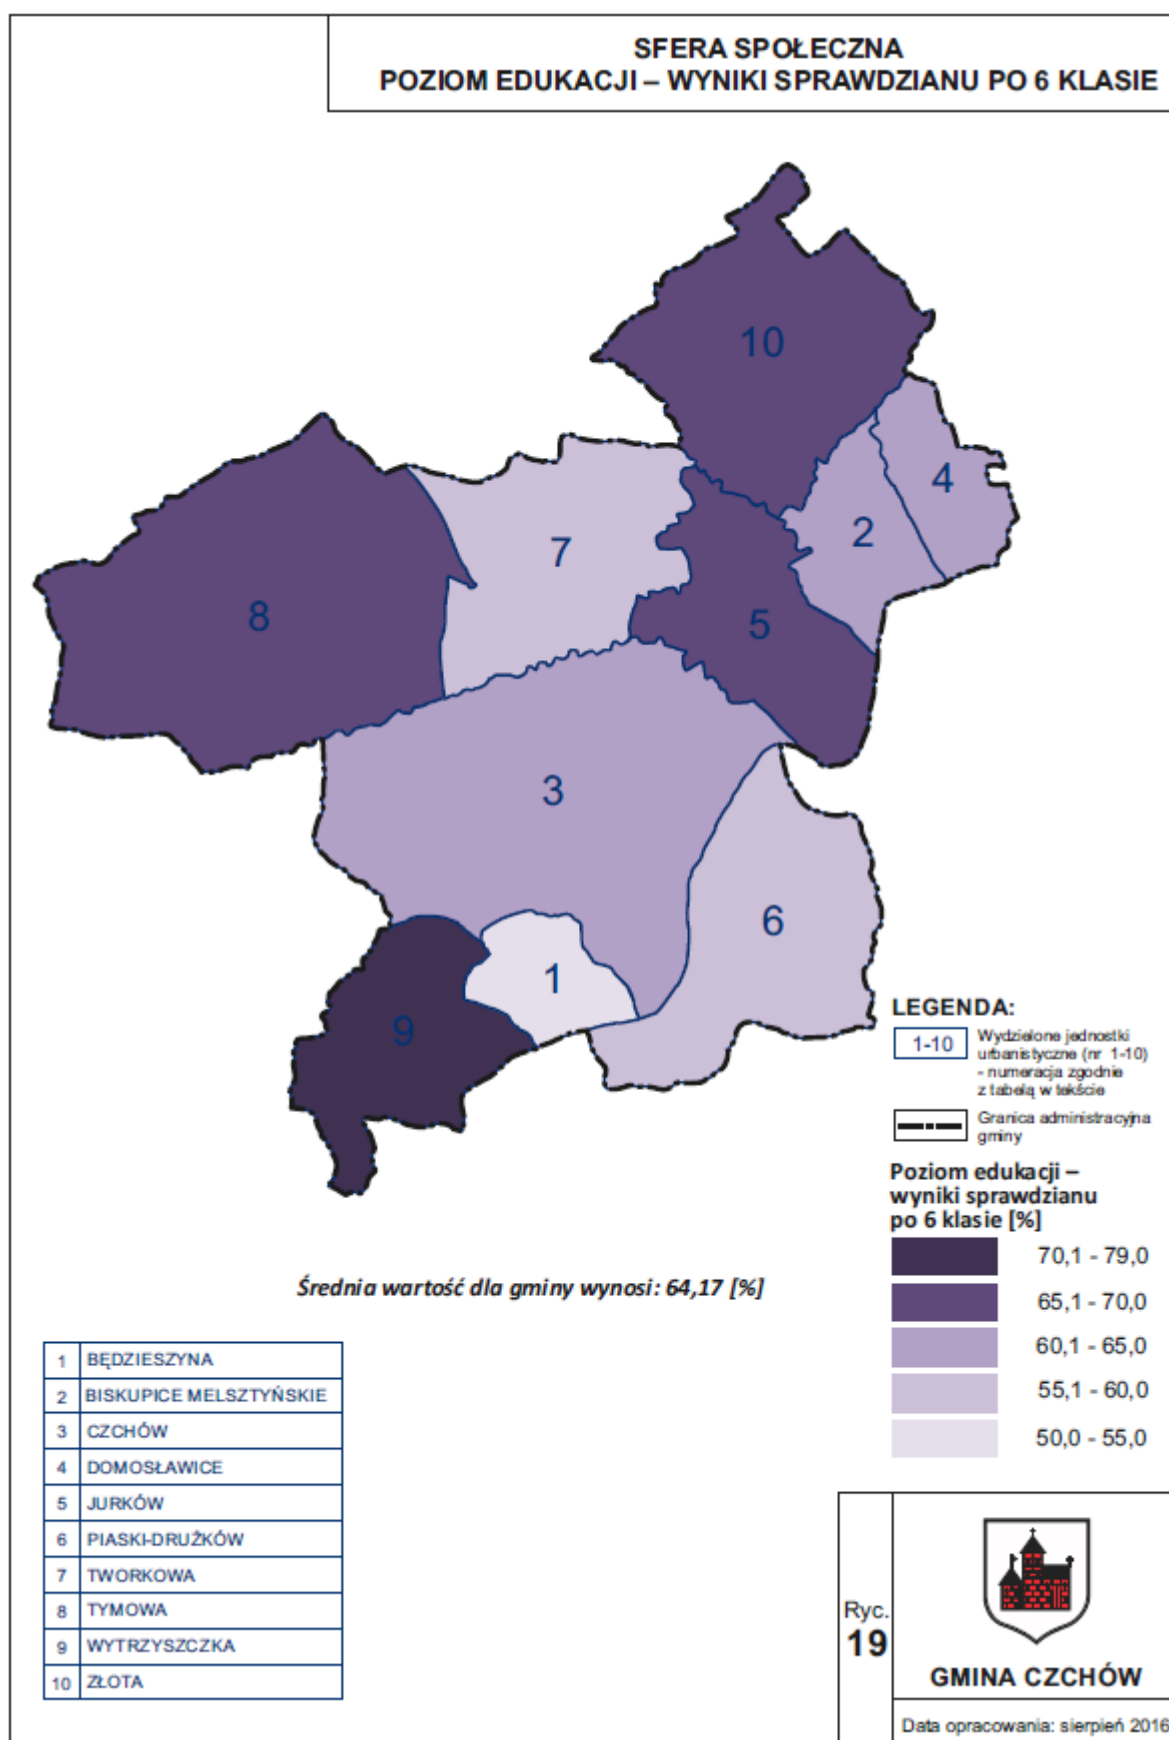 SFERA SPOŁECZNA
POZIOM EDUKACJI – WYNIKI SPRAWDZIANU PO 6 KLASIE
10
4
2
7
5
8
3
6
1
9
LEGENDA:
1-10
Wydzielone jednostki
urbanistyczne (nr 1-10)
- numeracja zgodnie
z tabelą w tekście
Granica administracyjna
gminy
Poziom edukacji –
wyniki sprawdzianu
po 6 klasie [%]
70,1 - 79,0
65,1 - 70,0
60,1 - 65,0
55,1 - 60,0
50,0 - 55,0
Średnia wartość dla gminy wynosi: 64,17 [%]
1 BĘDZIESZYNA
2 BISKUPICE MELSZTYŃSKIE
3 CZCHÓW
4 DOMOSŁAWICE
5 JURKÓW
6 PIASKI-DRUŻKÓW
7 TWORKOWA
8 TYMOWA
9 WYTRZYSZCZKA
10 ZŁOTA
Ryc.
19
GMINA CZCHÓW
Data opracowania: sierpień 2016